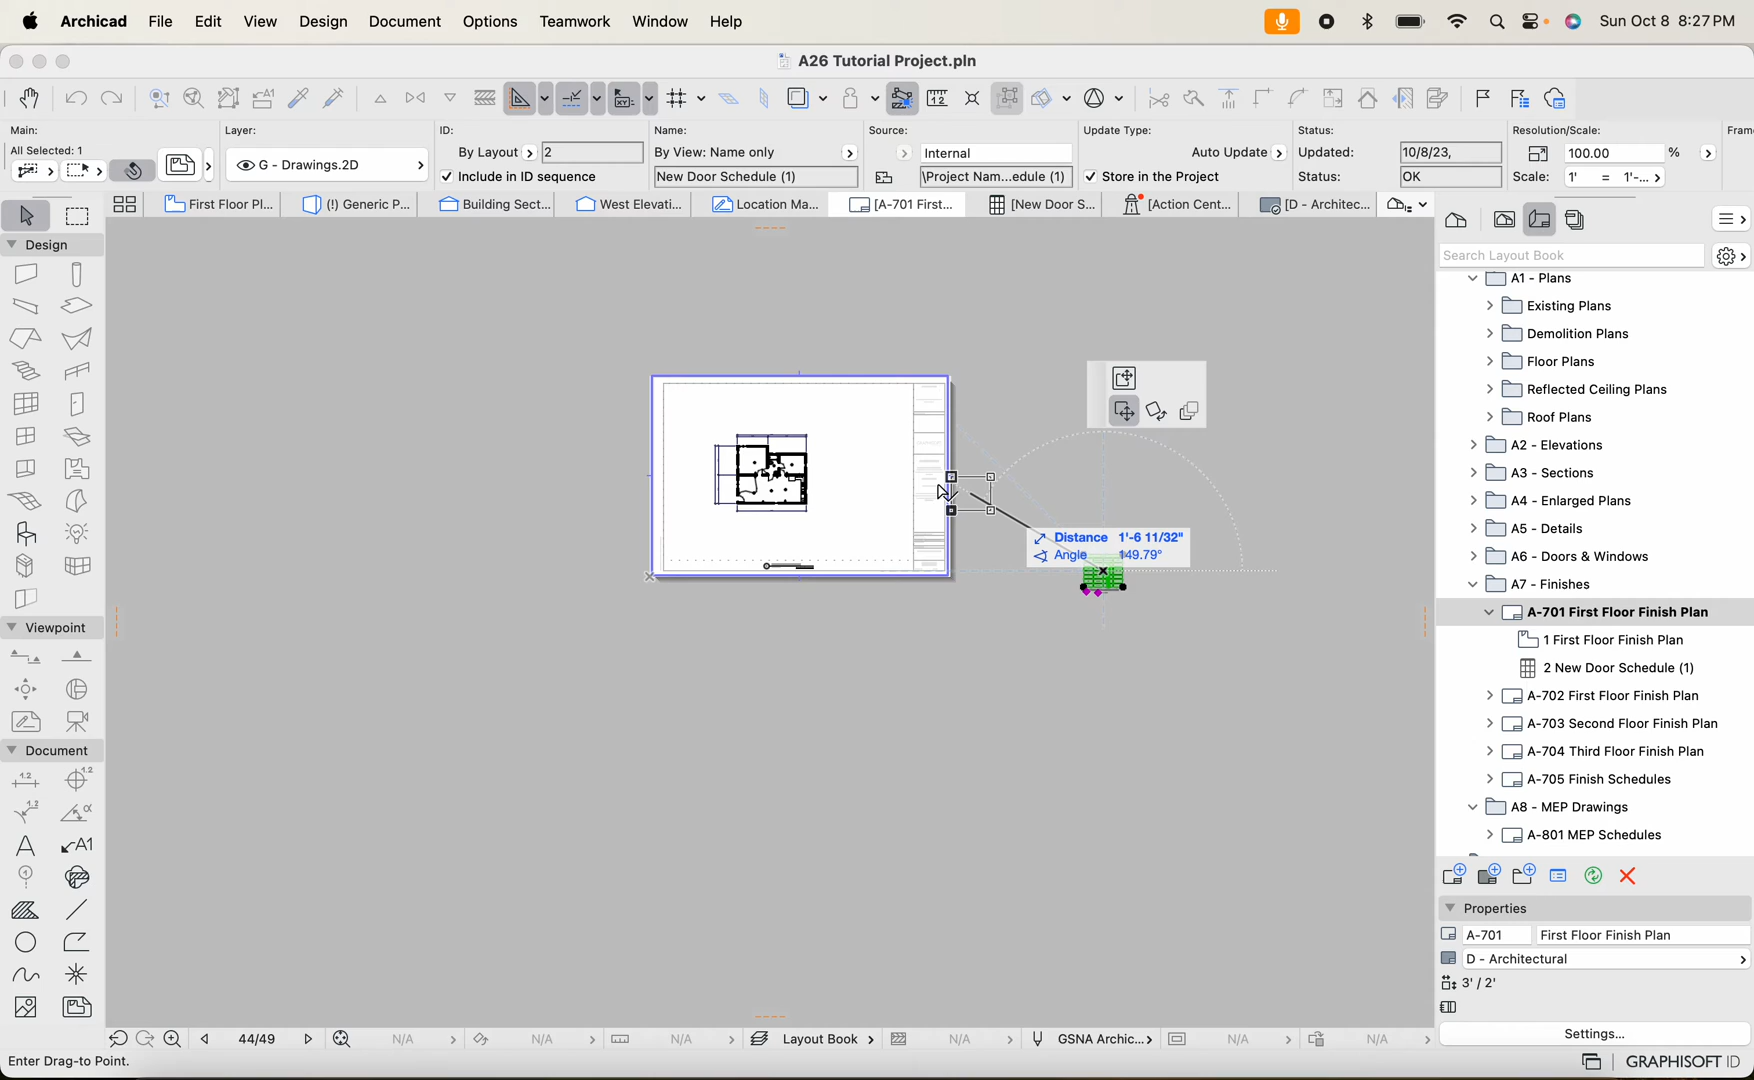 Archicad File Edit View Design Document Options Teamwork Window Help Sun Oct 8 8:27 PM
A26 Tutorial Project.pln
Main: Layer: ID: Name: Source: Update Type: Status: Resolution/Scale: Fram
All Selected: 1
G - Drawings.2D
By Layout 2 By View: Name only Internal Auto Update Updated: 10/8/23, 100.00 %
Include in ID sequence New Door Schedule (1) \Project Nam...edule (1) Store in the Project Status: OK Scale: 1' = 1'-...
First Floor Pl... (!) Generic P... Building Sect... West Elevati... Location Ma... [A-701 First... [New Door S... [Action Cent... [D - Architec...
Design
Viewpoint
Document
Distance 1'-6 11/32"
Angle 149.79°
Search Layout Book
A1 - Plans
Existing Plans
Demolition Plans
Floor Plans
Reflected Ceiling Plans
Roof Plans
A2 - Elevations
A3 - Sections
A4 - Enlarged Plans
A5 - Details
A6 - Doors & Windows
A7 - Finishes
A-701 First Floor Finish Plan
1 First Floor Finish Plan
2 New Door Schedule (1)
A-702 First Floor Finish Plan
A-703 Second Floor Finish Plan
A-704 Third Floor Finish Plan
A-705 Finish Schedules
A8 - MEP Drawings
A-801 MEP Schedules
Properties
A-701 First Floor Finish Plan
D - Architectural
3' / 2'
Settings...
44/49 N/A N/A N/A Layout Book N/A GSNA Archic... N/A N/A
Enter Drag-to Point.
GRAPHISOFT ID